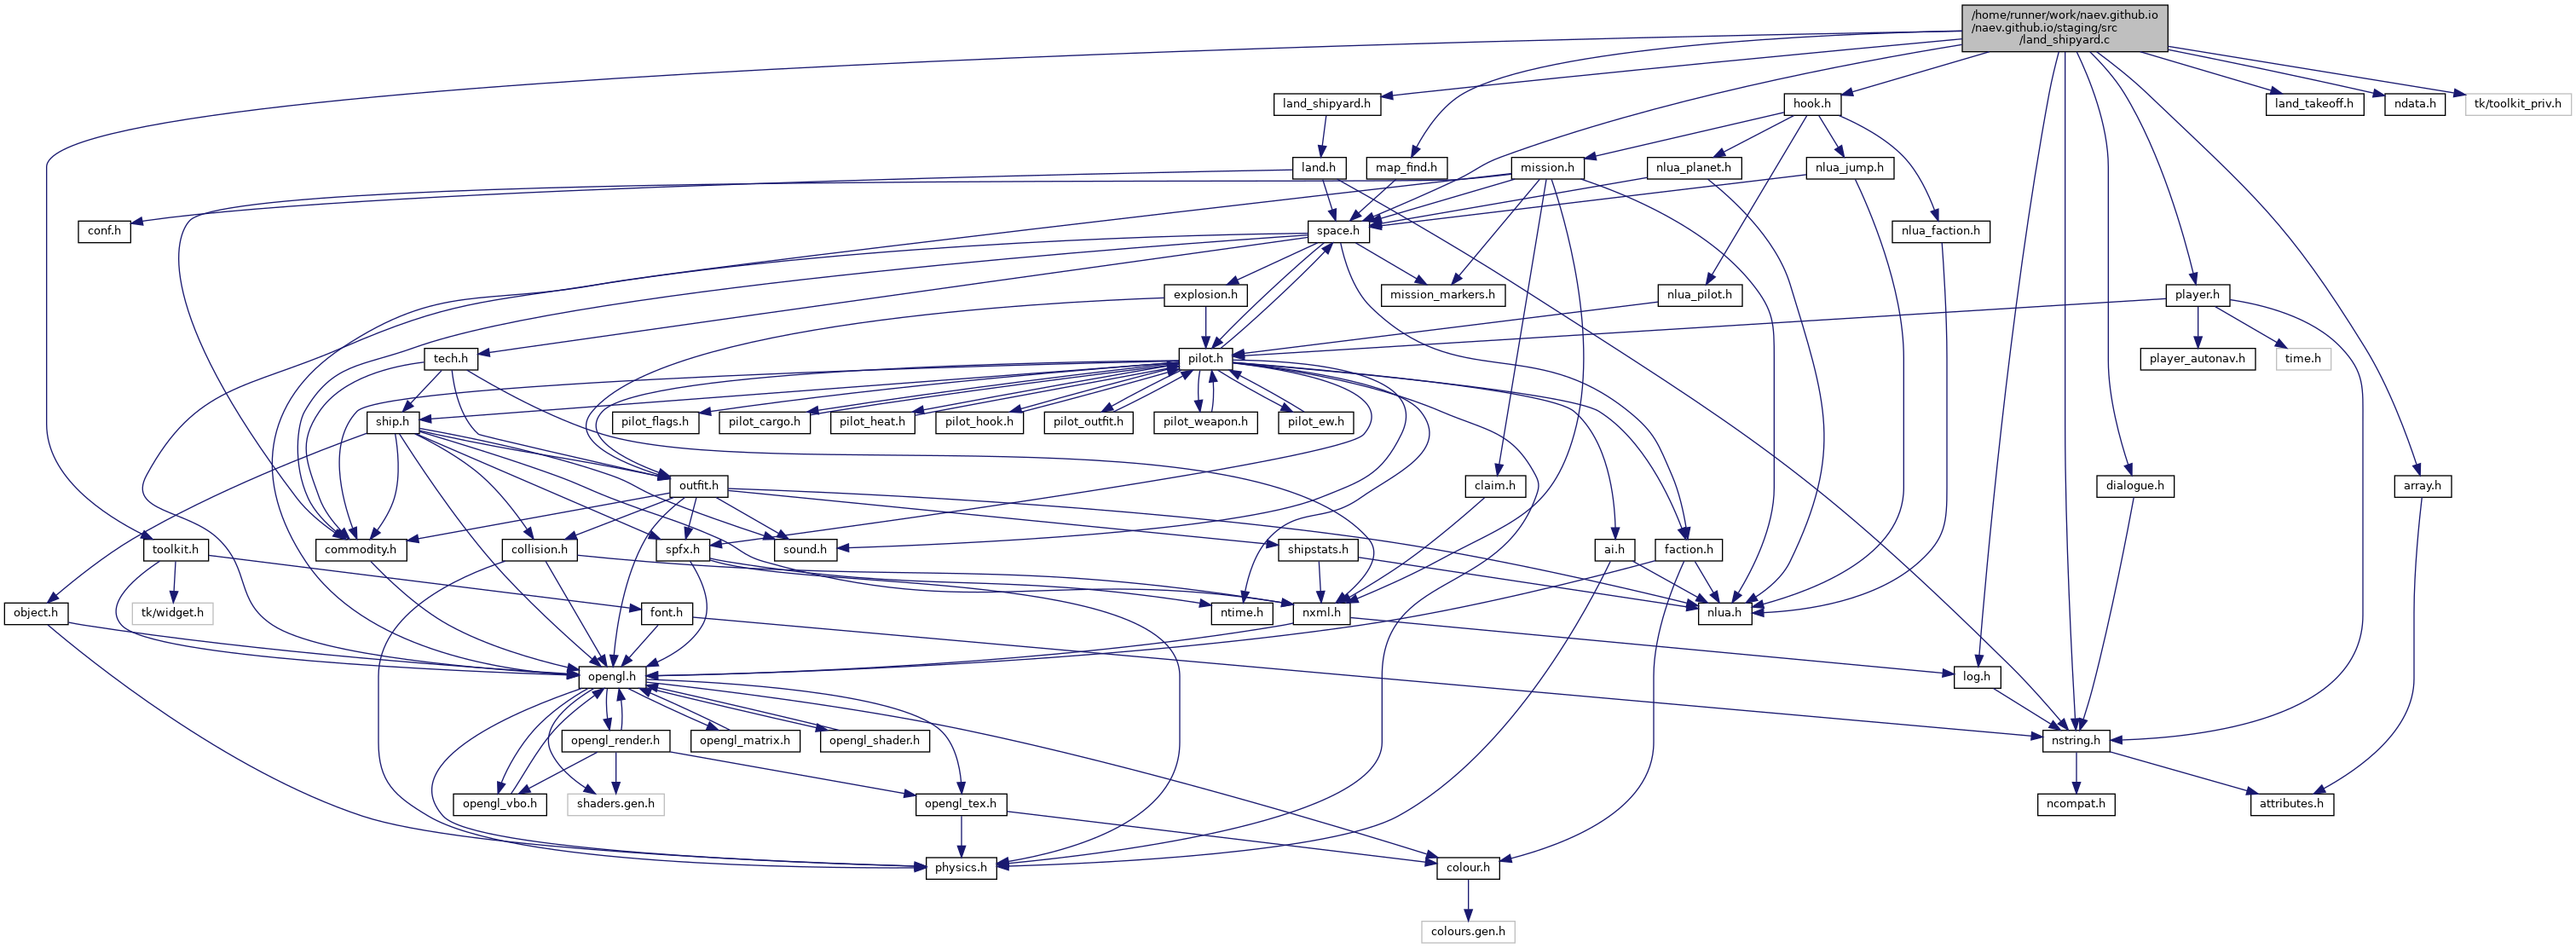 /home/runner/work/naev.github.io
/naev.github.io/staging/src
/land_shipyard.c
land_shipyard.h
hook.h
land_takeoff.h
ndata.h
tk/toolkit_priv.h
land.h
map_find.h
mission.h
nlua_planet.h
nlua_jump.h
conf.h
space.h
nlua_faction.h
explosion.h
mission_markers.h
nlua_pilot.h
player.h
tech.h
pilot.h
player_autonav.h
time.h
ship.h
pilot_flags.h
pilot_cargo.h
pilot_heat.h
pilot_hook.h
pilot_outfit.h
pilot_weapon.h
pilot_ew.h
outfit.h
claim.h
dialogue.h
array.h
toolkit.h
commodity.h
collision.h
spfx.h
sound.h
shipstats.h
ai.h
faction.h
object.h
tk/widget.h
font.h
ntime.h
nxml.h
nlua.h
opengl.h
log.h
opengl_render.h
opengl_matrix.h
opengl_shader.h
nstring.h
opengl_vbo.h
shaders.gen.h
opengl_tex.h
ncompat.h
attributes.h
physics.h
colour.h
colours.gen.h